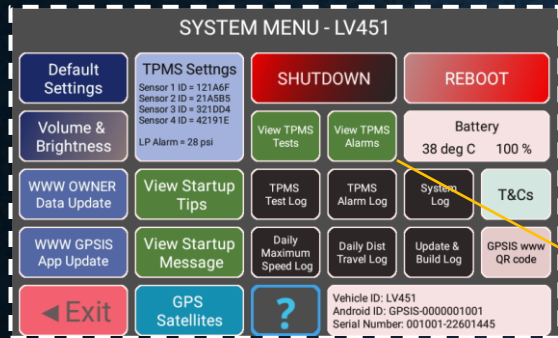 SYSTEM MENU - LV451
Default
Settings
TPMS Settngs
Sensor 1 ID = 121A6F
Sensor 2 ID = 21A5B5
Sensor 3 ID = 321DD4
Sensor 4 ID = 42191E
LP Alarm = 28 psi
SHUTDOWN
REBOOT
Volume &
Brightness
View TPMS
Tests
View TPMS
Alarms
Battery
38 deg C 100 %
WWW OWNER
Data Update
View Startup
Tips
TPMS
Test Log
TPMS
Alarm Log
System
Log
T&Cs
WWW GPSIS
App Update
View Startup
Message
Daily
Maximum
Speed Log
Daily Dist
Travel Log
Update &
Build Log
GPSIS www
QR code
◄Exit
GPS
Satellites
?
Vehicle ID: LV451
Android ID: GPSIS-0000001001
Serial Number: 001001-22601445